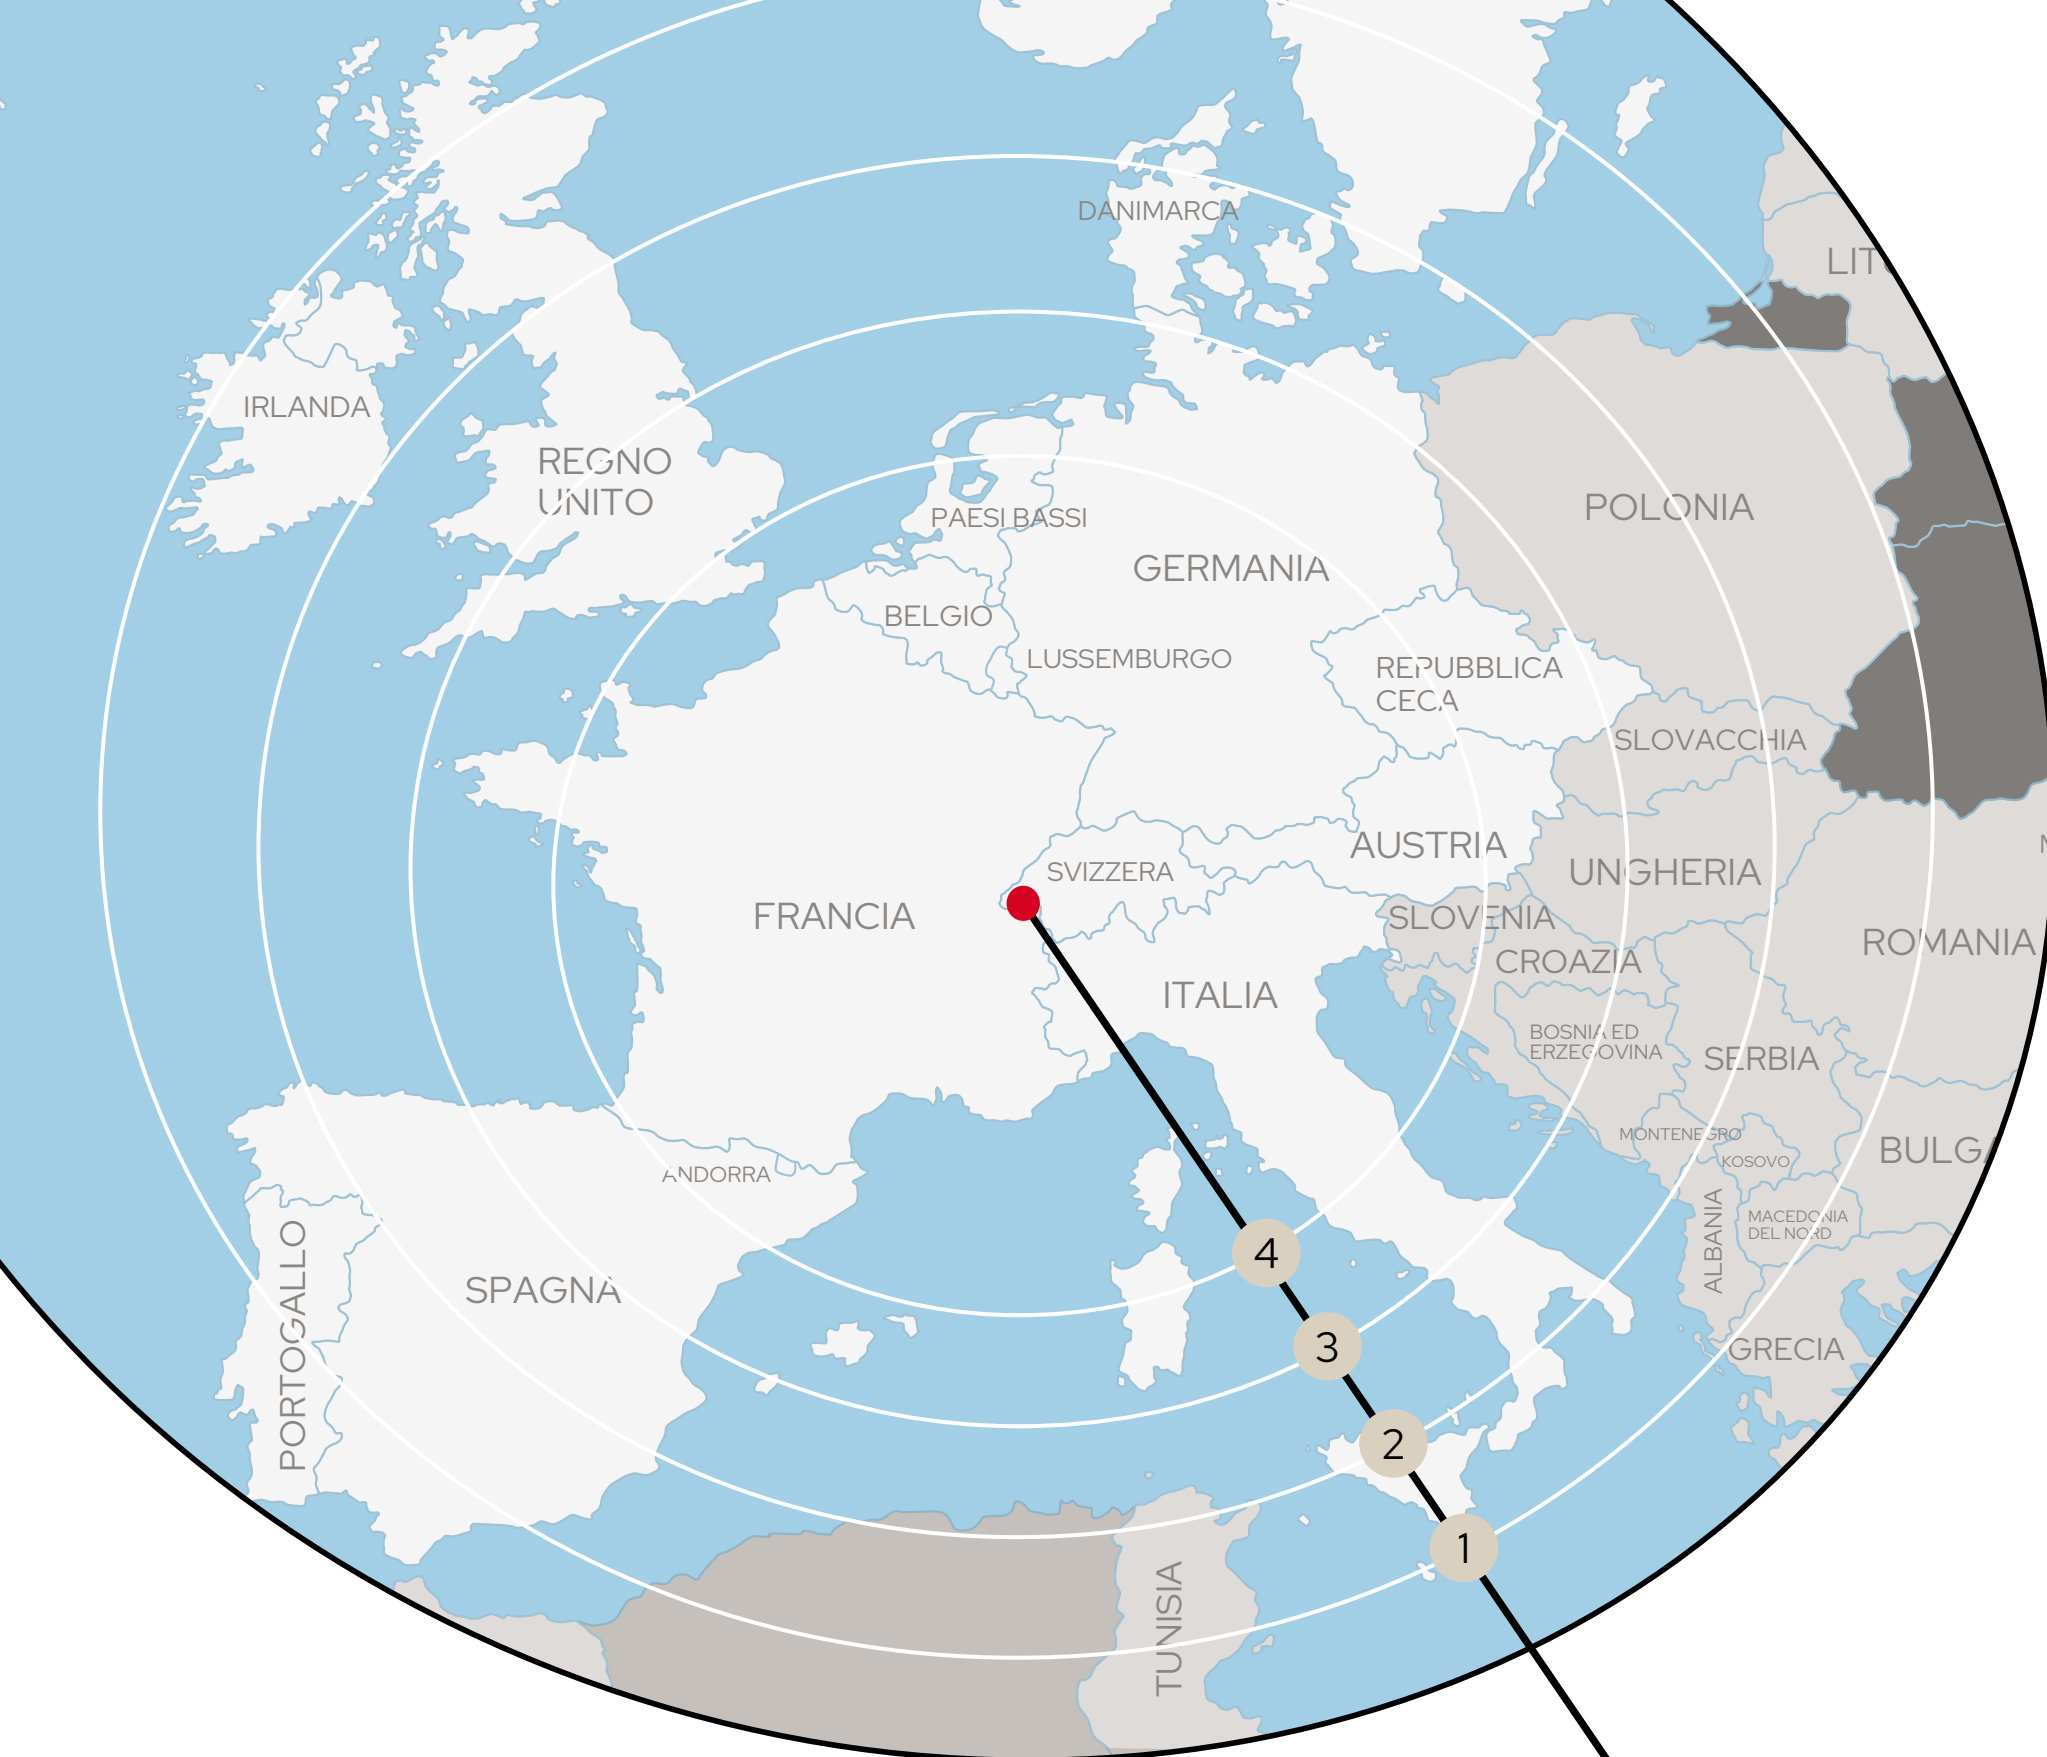 DANIMARCA
LIT
IRLANDA
REGNO
UNITO
POLONIA
PAESI BASSI
GERMANIA
BELGIO
LUSSEMBURGO
REPUBBLICA
CECA
SLOVACCHIA
AUSTRIA
SVIZZERA
UNGHERIA
FRANCIA
SLOVENIA
CROAZIA
ROMANIA
ITALIA
BOSNIA ED
ERZEGOVINA
SERBIA
MONTENEGRO
BULGA
KOSOVO
ANDORRA
ALBANIA
MACEDONIA
DEL NORD
PORTOGALLO
SPAGNA
4
3
GRECIA
2
1
TUNISIA